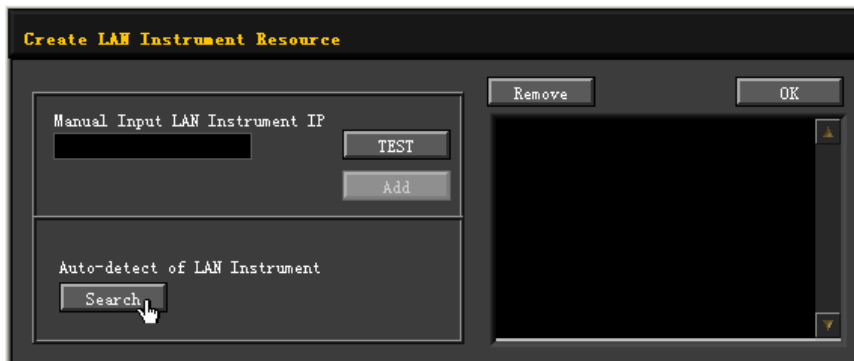 Create LAN Instrument Resource
Remove
OK
Manual Input LAN Instrument IP
TEST
Add
Auto-detect of LAN Instrument
Search